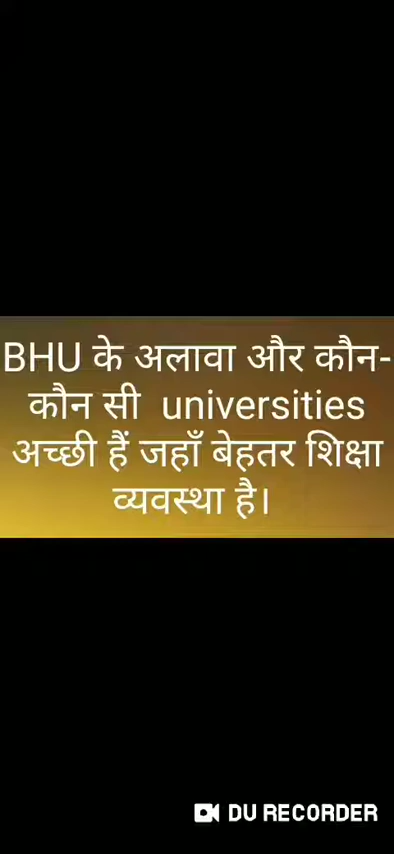 BHU के अलावा और कौन-
कौन सी universities
अच्छी हैं जहाँ बेहतर शिक्षा
व्यवस्था है।
DU RECORDER